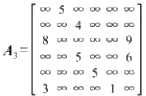 A₃ =
∞ 5 ∞ ∞ ∞ ∞
∞ ∞ 4 ∞ ∞ ∞
8 ∞ ∞ ∞ ∞ 9
∞ ∞ 5 ∞ ∞ 6
∞ ∞ ∞ 5 ∞ ∞
3 ∞ ∞ ∞ 1 ∞